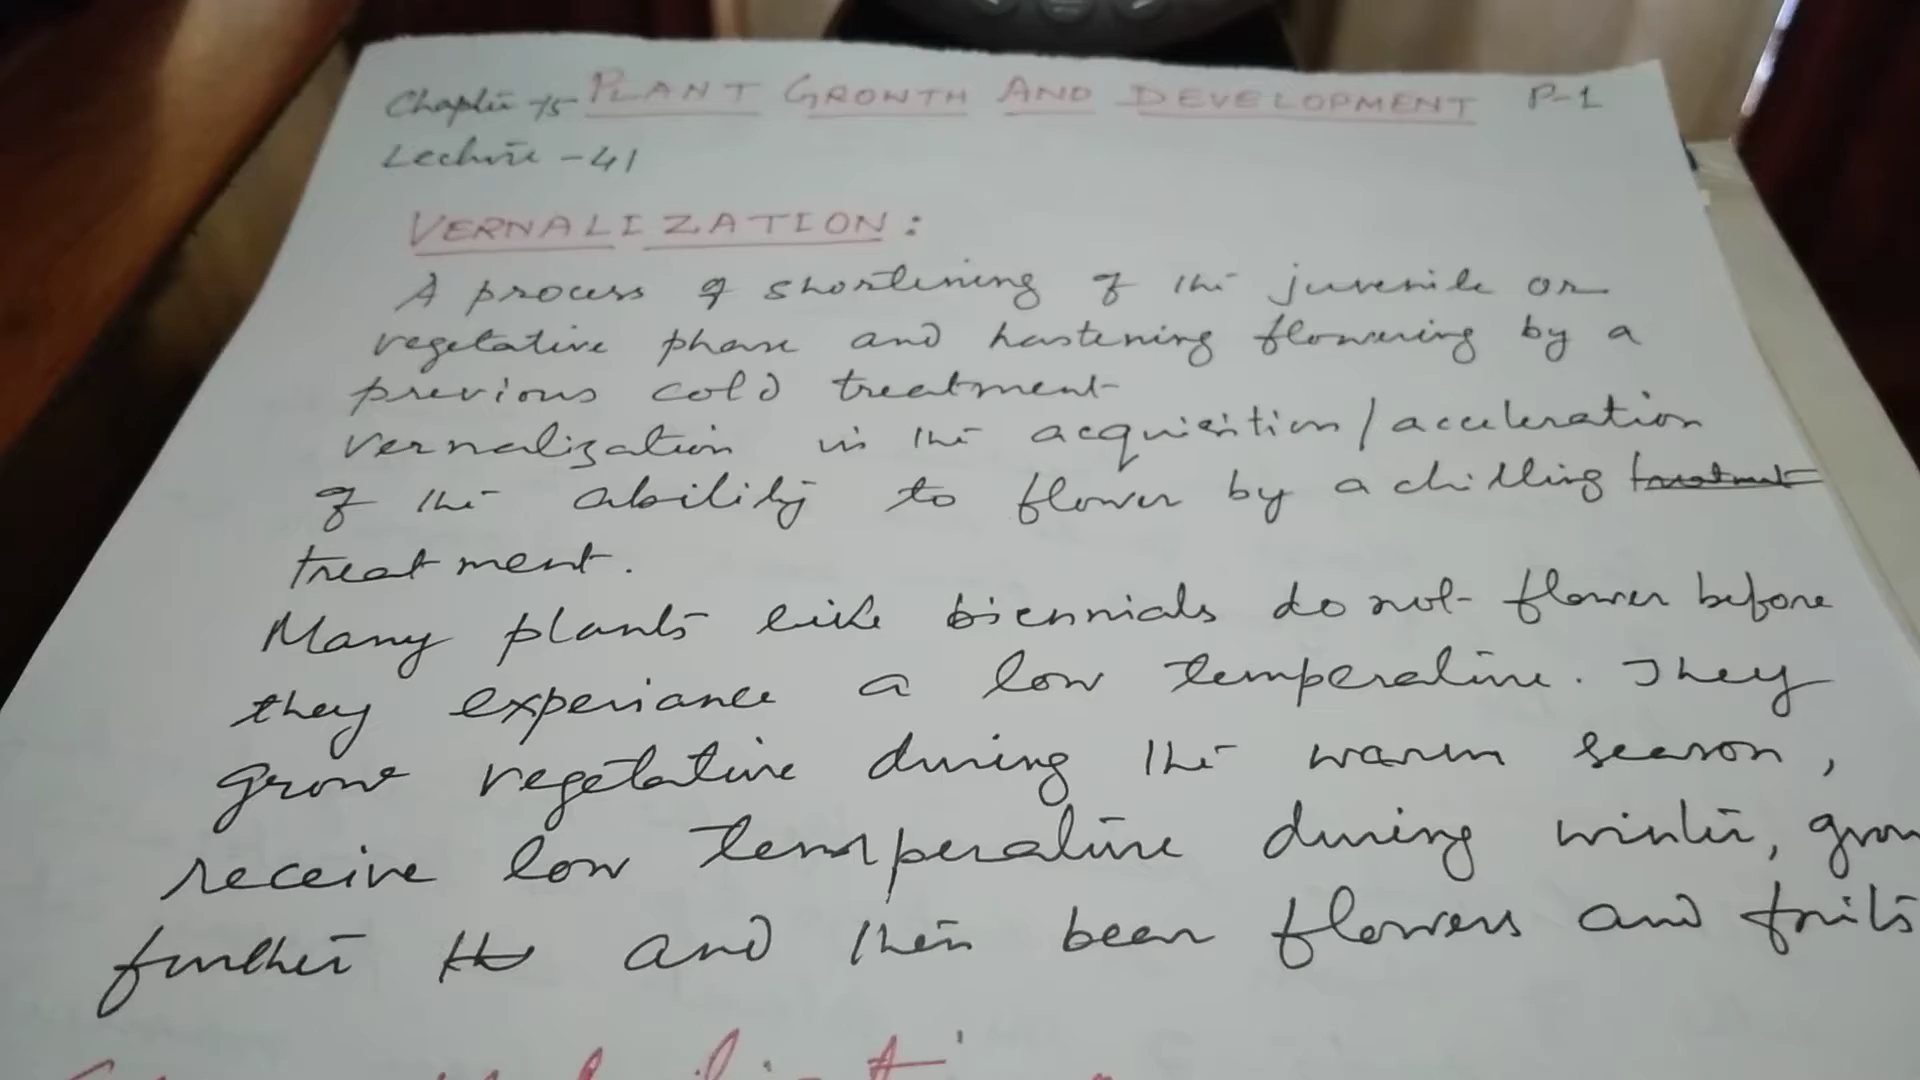 Chapter 15 PLANT GROWTH AND DEVELOPMENT P-1
Lecture - 41
VERNALIZATION :
A process of shortening of the juvenile or
vegetative phase and hastening flowering by a
previous cold treatment
vernalization is the acquisition / acceleration
of the ability to flower by a chilling treatment
treatment.
Many plants like biennials do not flower before
they experiance a low temperature. They
grow vegetative during the warm season,
receive low temperature during winter, grow
further and then bear flowers and fruits